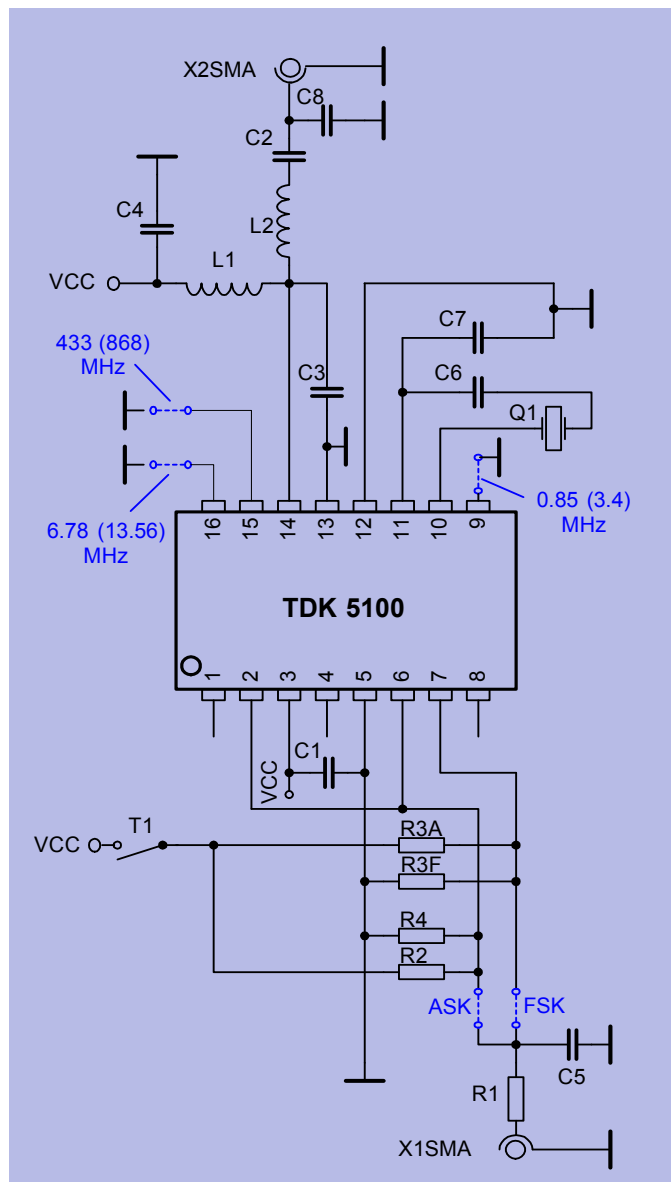 X2SMA
C8
C2
C4
L2
L1
VCC
C7
433 (868)
MHz
C3
C6
Q1
0.85 (3.4)
MHz
6.78 (13.56)
MHz
16 15 14 13 12 11 10 9
TDK 5100
1 2 3 4 5 6 7 8
C1
VCC
T1
R3A
VCC
R3F
R4
R2
ASK
FSK
C5
R1
X1SMA